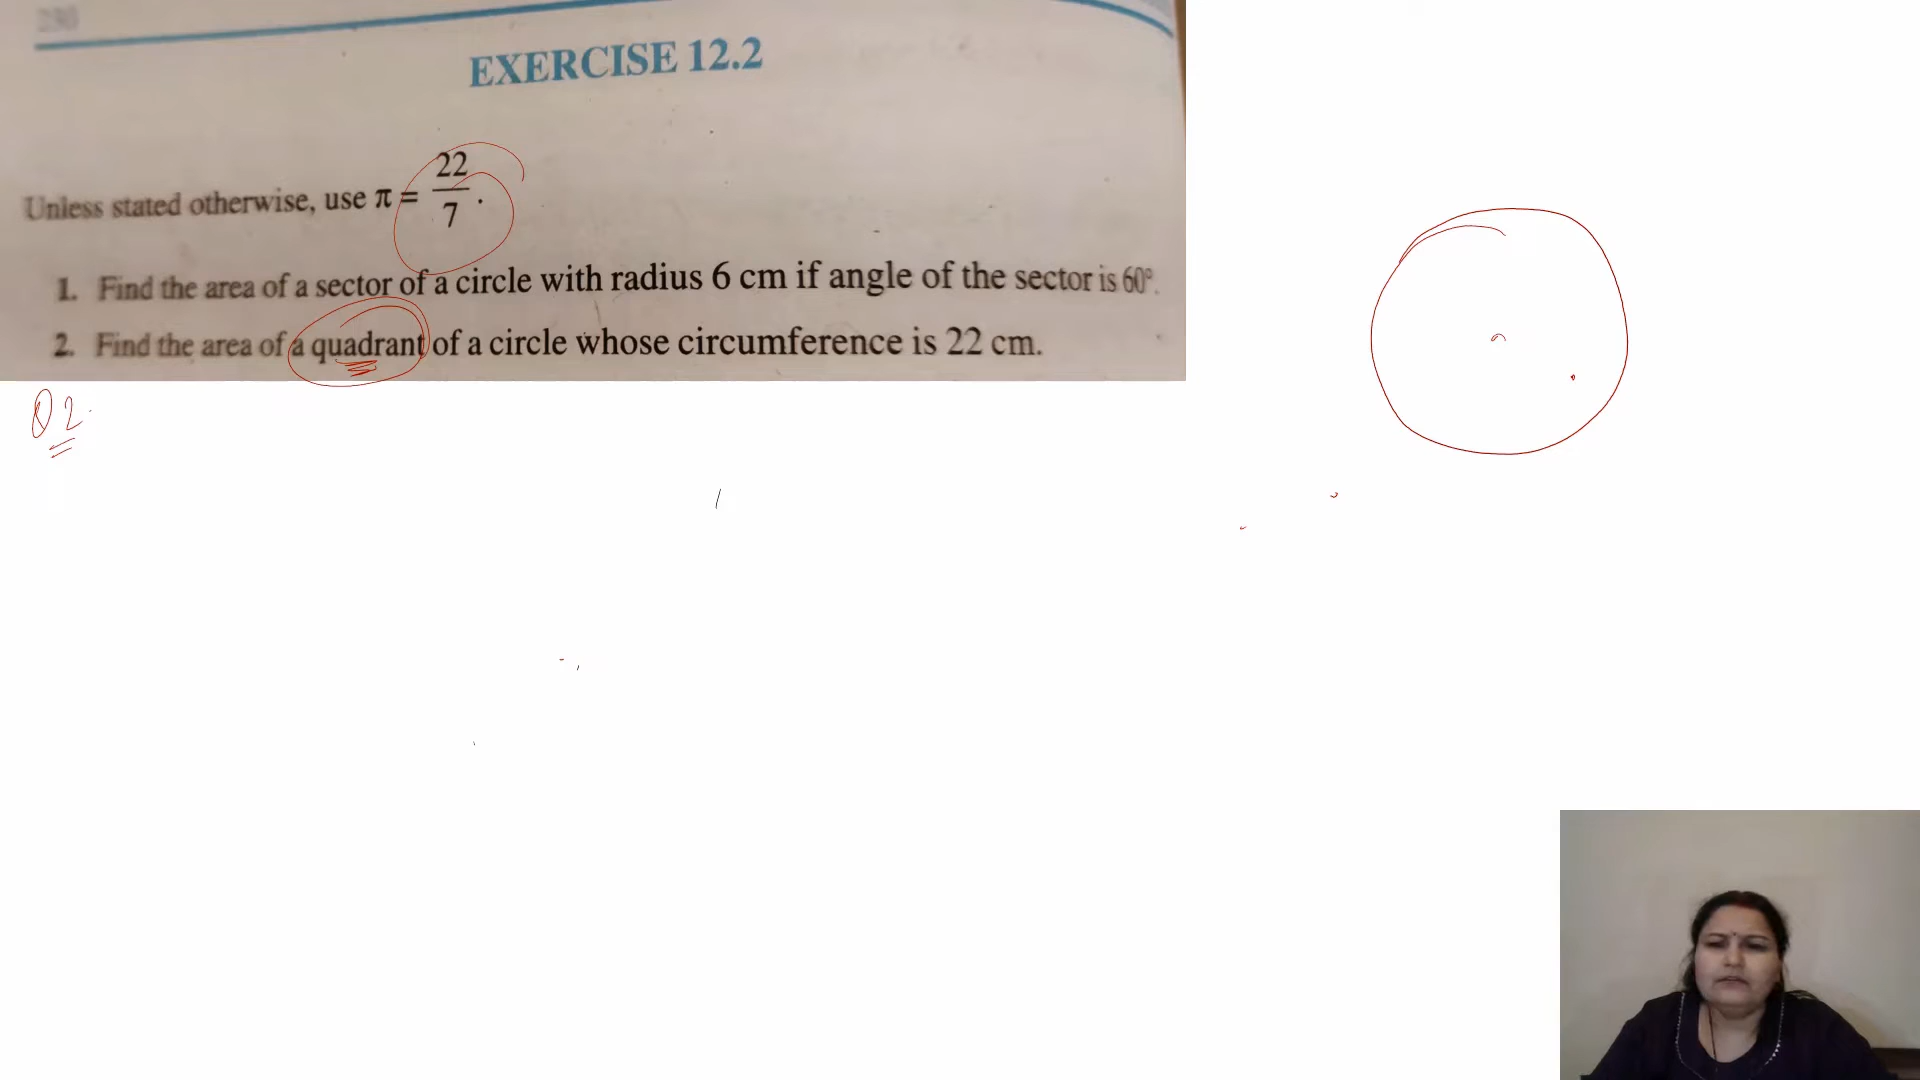 230
EXERCISE 12.2
Unless stated otherwise, use π = 22/7.
1. Find the area of a sector of a circle with radius 6 cm if angle of the sector is 60°.
2. Find the area of a quadrant of a circle whose circumference is 22 cm.
Q2.